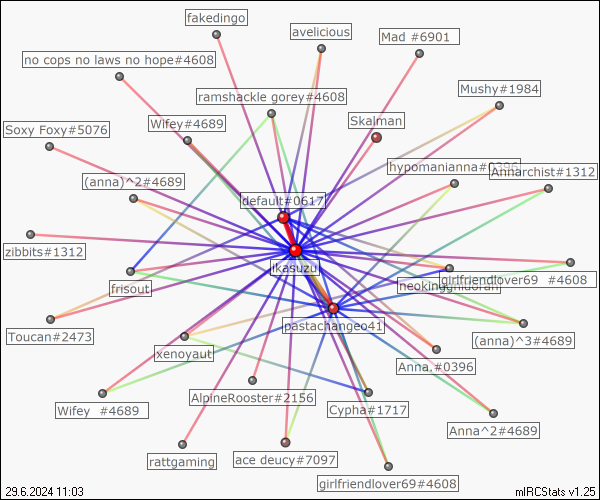 fakedingo
avelicious
Mad #6901
no cops no laws no hope#4608
Mushy#1984
ramshackle gorey#4608
Wifey#4689
Skalman
Soxy Foxy#5076
hypomanianna#0396
Annarchist#1312
(anna)^2#4689
default#0617
zibbits#1312
ikasuzu
frisout
girlfriendlover69 #4608
pastachangeo41
Toucan#2473
(anna)^3#4689
xenoyaut
Anna.#0396
AlpineRooster#2156
Wifey #4689
Cypha#1717
Anna^2#4689
rattgaming
ace deucy#7097
girlfriendlover69#4608
29.6.2024 11:03
mIRCStats v1.25